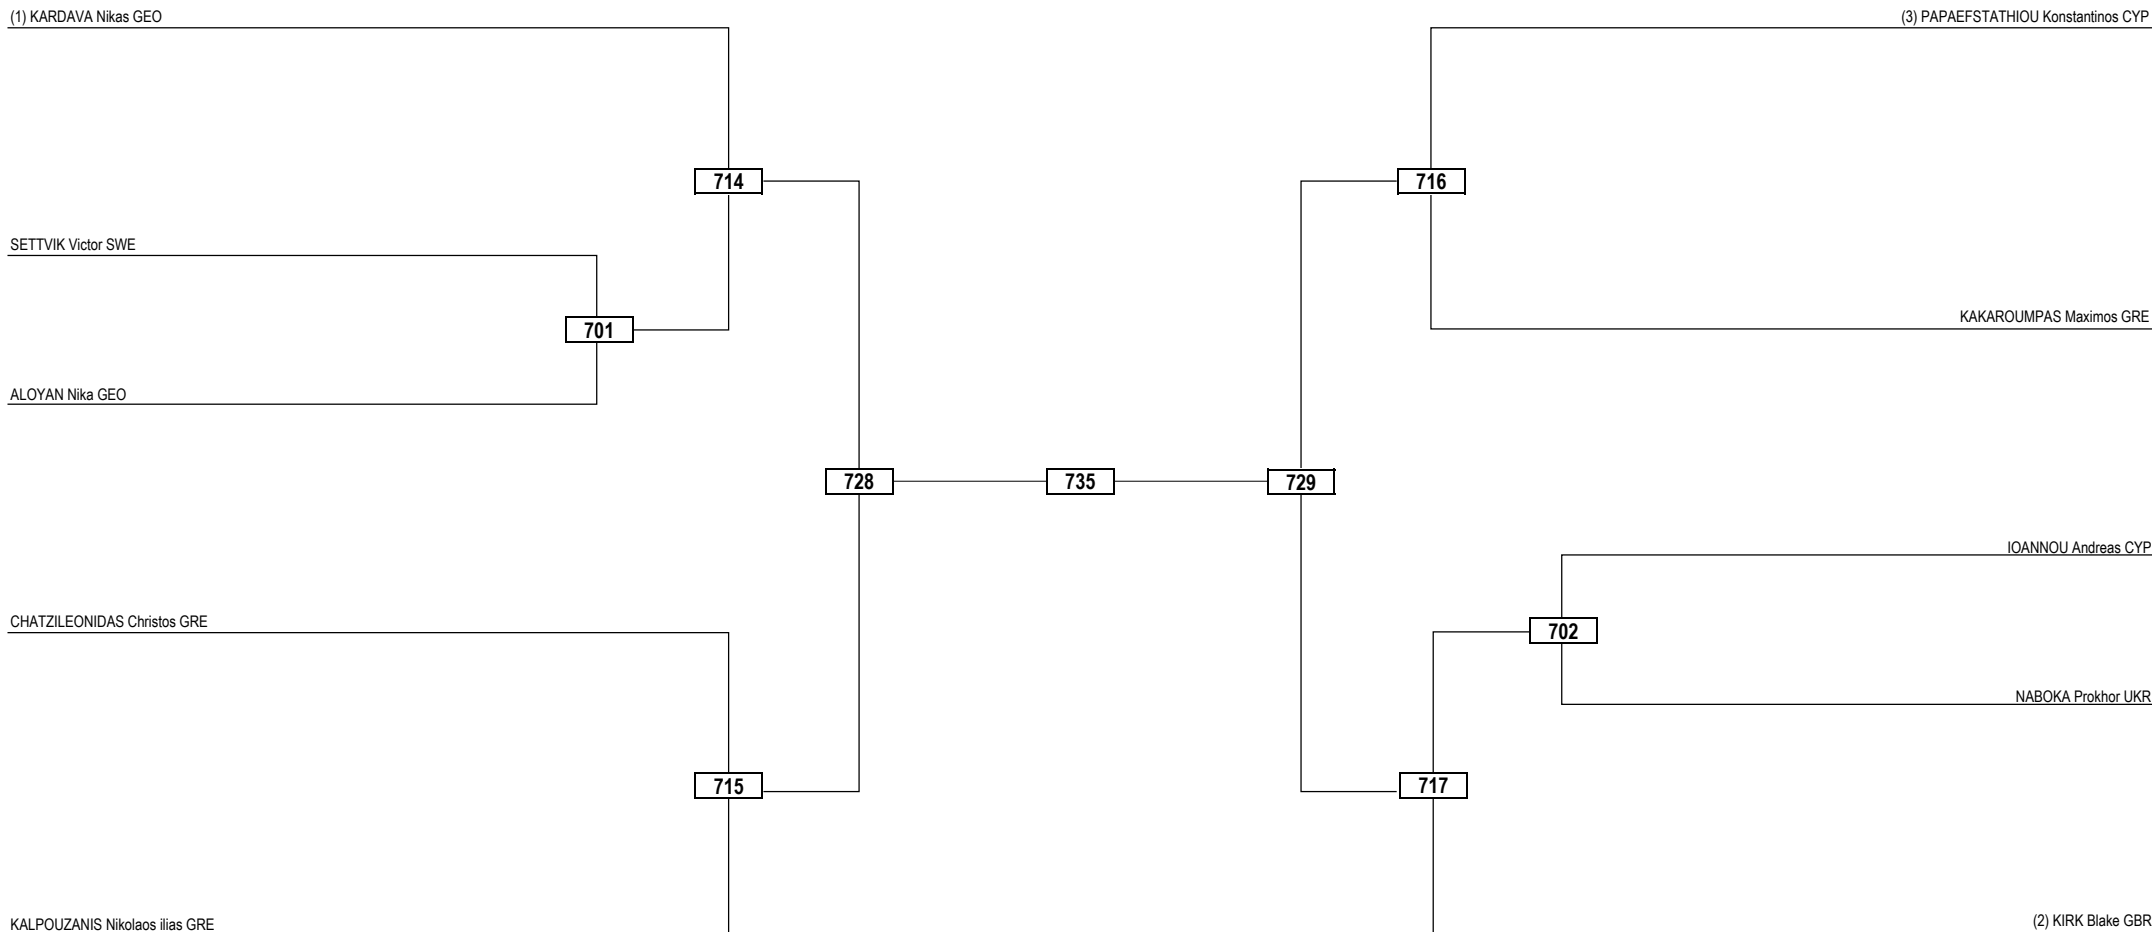 (1) KARDAVA Nikas GEO
(3) PAPAEFSTATHIOU Konstantinos CYP
714
716
SETTVIK Victor SWE
701
KAKAROUMPAS Maximos GRE
ALOYAN Nika GEO
728
735
729
IOANNOU Andreas CYP
CHATZILEONIDAS Christos GRE
702
NABOKA Prokhor UKR
715
717
KALPOUZANIS Nikolaos ilias GRE
(2) KIRK Blake GBR